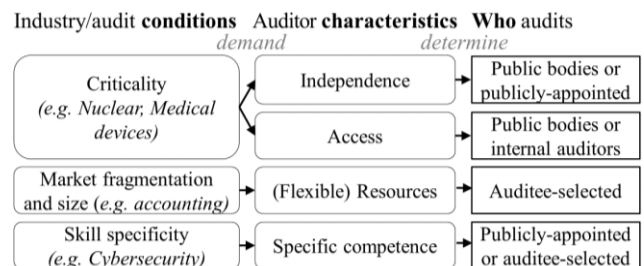 Industry/audit conditions Auditor characteristics Who audits
demand determine
Criticality
(e.g. Nuclear, Medical
devices)
Independence
Public bodies or
publicly-appointed
Access
Public bodies or
internal auditors
Market fragmentation
and size (e.g. accounting)
(Flexible) Resources
Auditee-selected
Skill specificity
(e.g. Cybersecurity)
Specific competence
Publicly-appointed
or auditee-selected